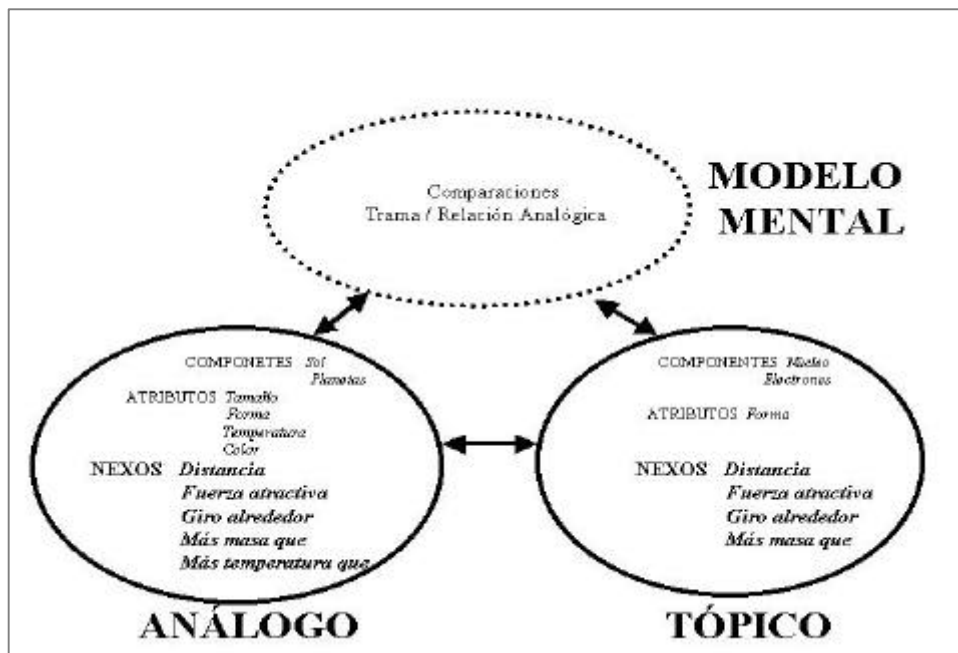 Comparaciones
Trama / Relación Analógica
MODELO
MENTAL
COMPONETES Sol
Planetas
ATRIBUTOS Tamaño
Forma
Temperatura
Color
NEXOS Distancia
Fuerza atractiva
Giro alrededor
Más masa que
Más temperatura que
ANÁLOGO
COMPONENTES Núcleo
Electrones
ATRIBUTOS Forma
NEXOS Distancia
Fuerza atractiva
Giro alrededor
Más masa que
TÓPICO